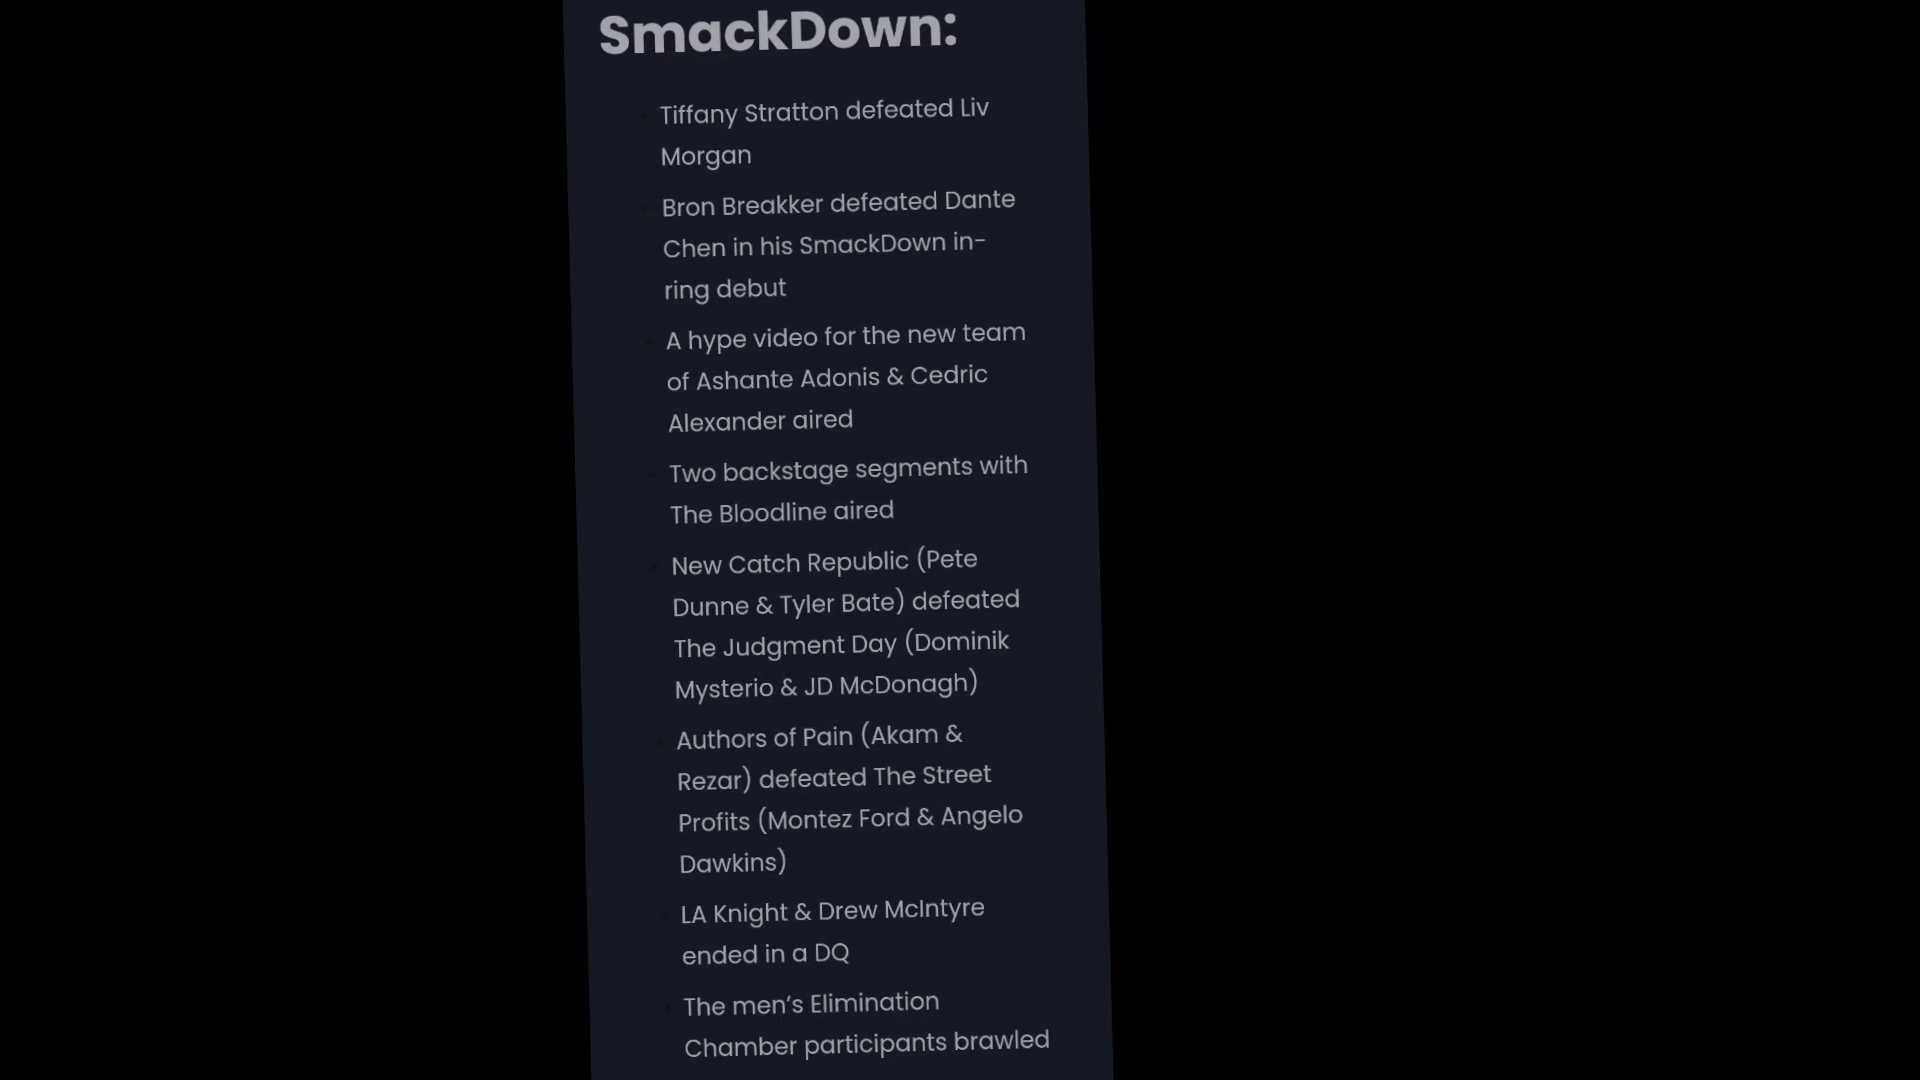 SmackDown:
Tiffany Stratton defeated Liv
Morgan
Bron Breakker defeated Dante
Chen in his SmackDown in-
ring debut
A hype video for the new team
of Ashante Adonis & Cedric
Alexander aired
Two backstage segments with
The Bloodline aired
New Catch Republic (Pete
Dunne & Tyler Bate) defeated
The Judgment Day (Dominik
Mysterio & JD McDonagh)
Authors of Pain (Akam &
Rezar) defeated The Street
Profits (Montez Ford & Angelo
Dawkins)
LA Knight & Drew McIntyre
ended in a DQ
The men’s Elimination
Chamber participants brawled